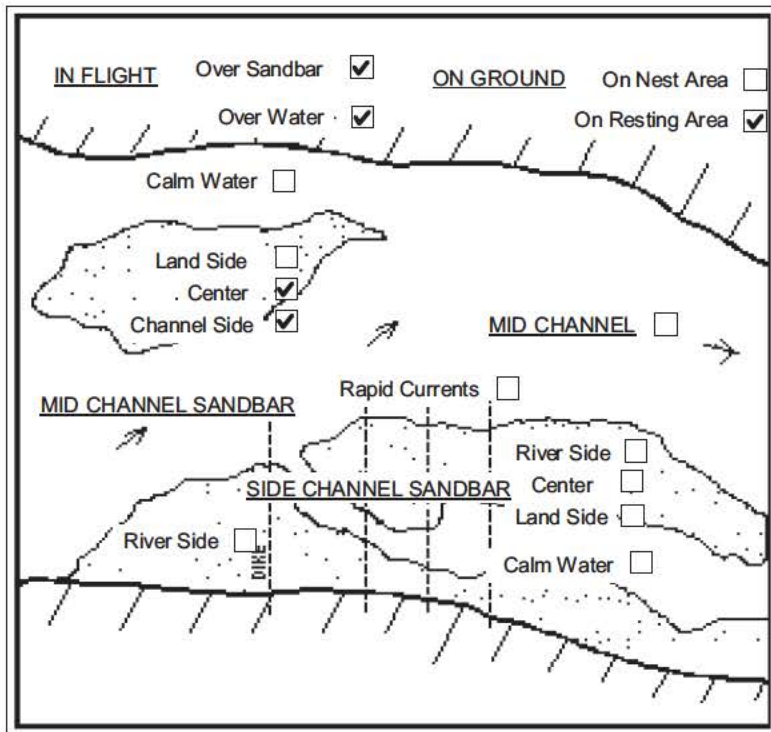 IN FLIGHT Over Sandbar ON GROUND On Nest Area
Over Water On Resting Area
Calm Water
Land Side
Center
Channel Side
MID CHANNEL
Rapid Currents
MID CHANNEL SANDBAR
River Side
SIDE CHANNEL SANDBAR Center
Land Side
River Side
DIKE
Calm Water